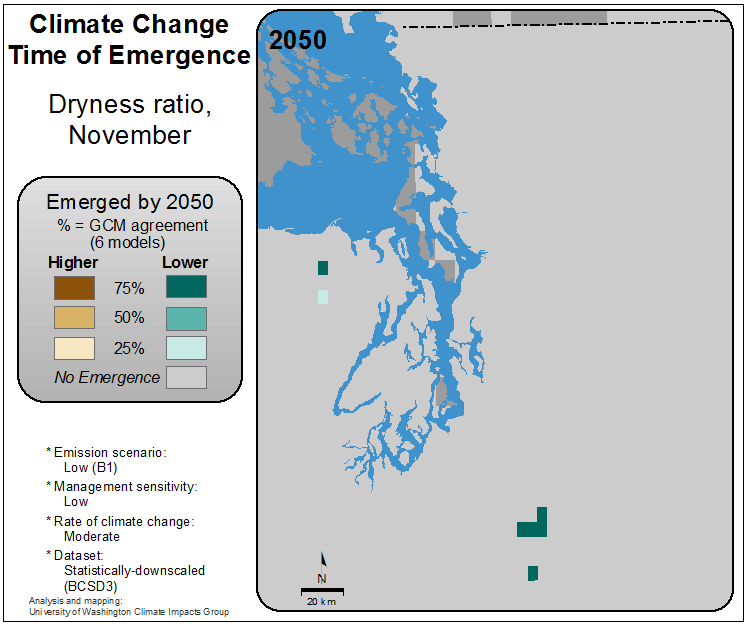 Climate Change
Time of Emergence
Dryness ratio,
November
2050
Emerged by 2050
% = GCM agreement
(6 models)
Higher Lower
75%
50%
25%
No Emergence
* Emission scenario:
Low (B1)
* Management sensitivity:
Low
* Rate of climate change:
Moderate
* Dataset:
Statistically-downscaled
(BCSD3)
Analysis and mapping:
University of Washington Climate Impacts Group
N
20 km